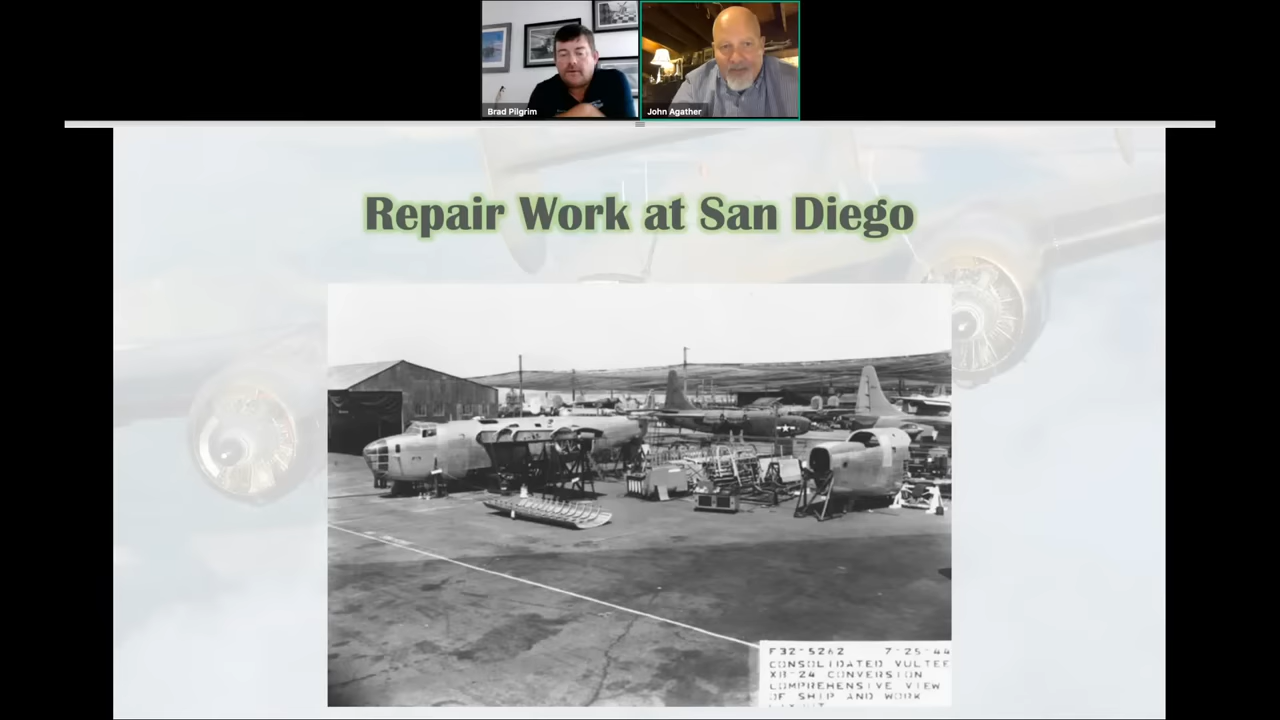 Brad Pilgrim
John Agather
Repair Work at San Diego
F32-5262 7-25-44
CONSOLIDATED VULTEE
XB-24 CONVERSION
COMPREHENSIVE VIEW
OF SHIP AND WORK